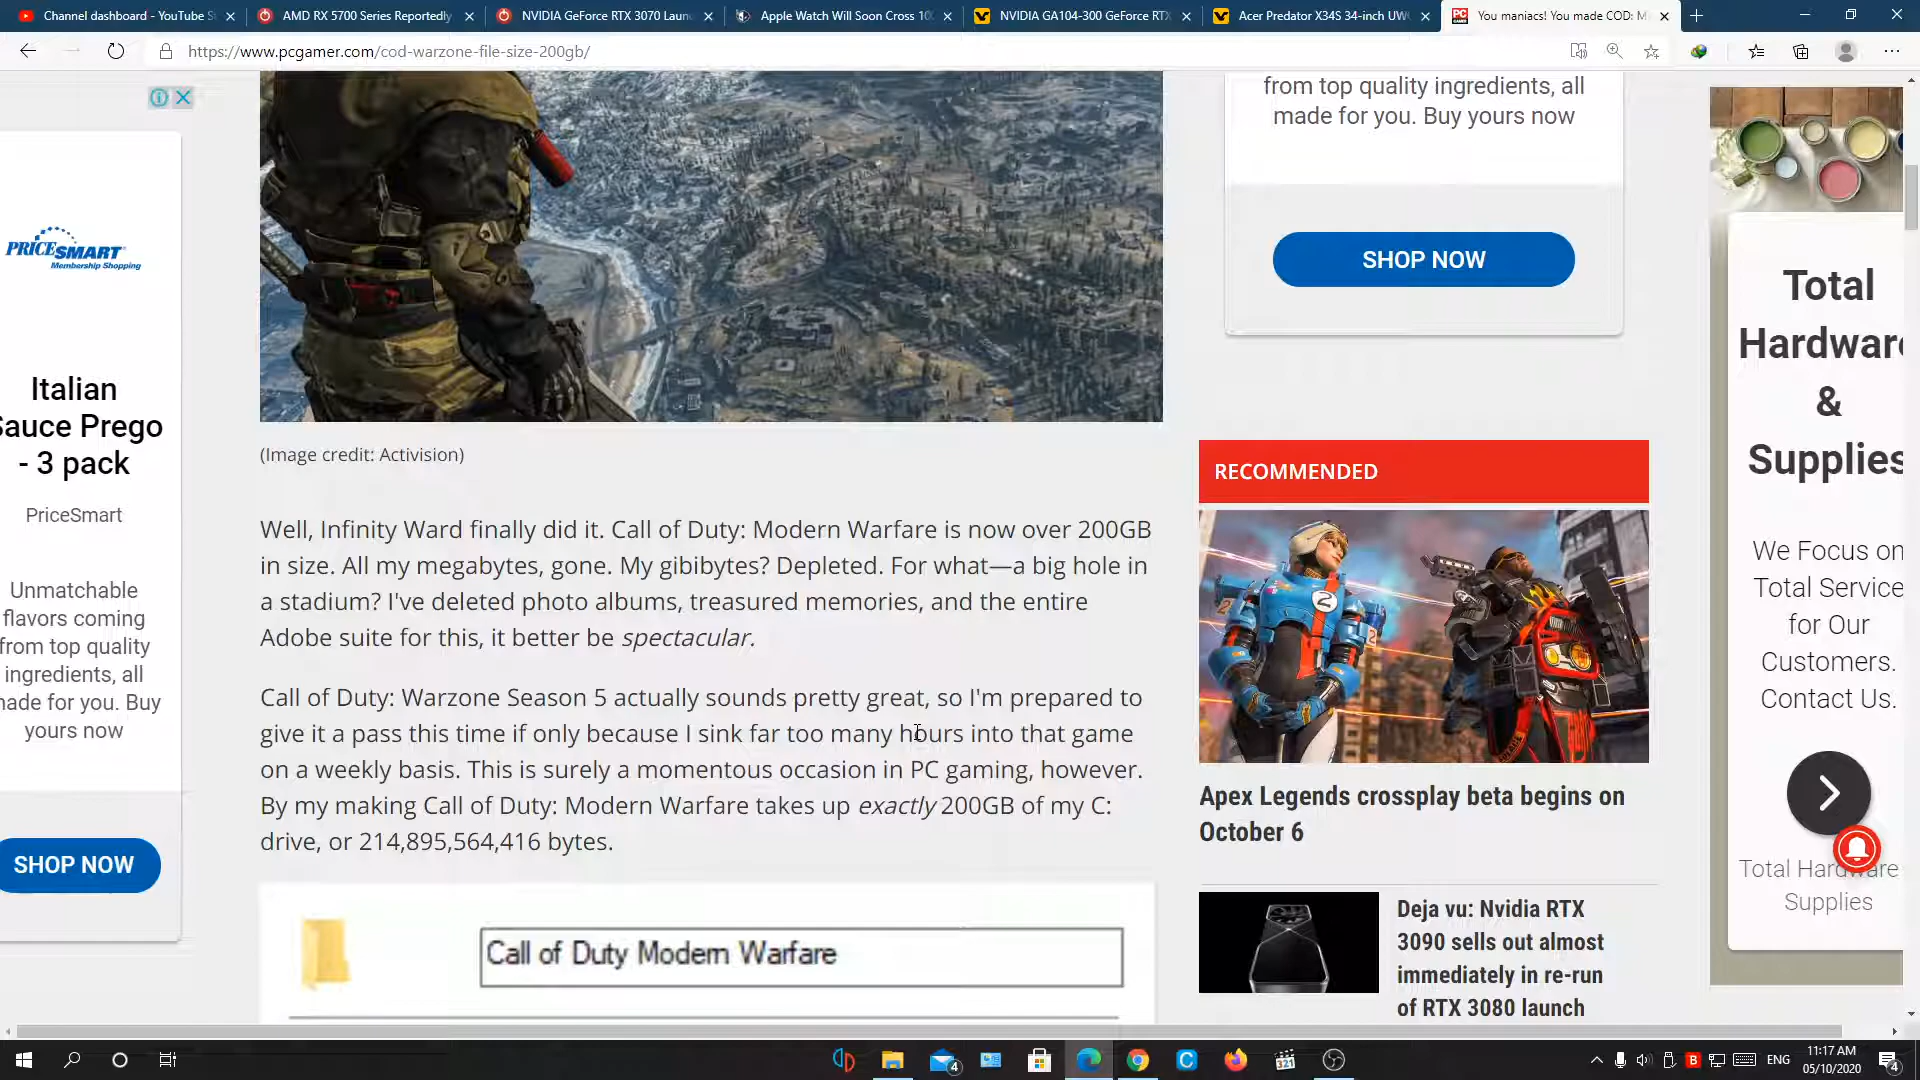 Channel dashboard - YouTube S
AMD RX 5700 Series Reportedly
NVIDIA GeForce RTX 3070 Laun
Apple Watch Will Soon Cross 10
NVIDIA GA104-300 GeForce RTX
Acer Predator X34S 34-inch UW
You maniacs! You made COD: M
https://www.pcgamer.com/cod-warzone-file-size-200gb/
PRICESMART
Membership Shopping
Italian
Sauce Prego
- 3 pack
PriceSmart
Unmatchable
flavors coming
from top quality
ingredients, all
made for you. Buy
yours now
SHOP NOW
(Image credit: Activision)
Well, Infinity Ward finally did it. Call of Duty: Modern Warfare is now over 200GB
in size. All my megabytes, gone. My gibibytes? Depleted. For what—a big hole in
a stadium? I've deleted photo albums, treasured memories, and the entire
Adobe suite for this, it better be spectacular.
Call of Duty: Warzone Season 5 actually sounds pretty great, so I'm prepared to
give it a pass this time if only because I sink far too many hours into that game
on a weekly basis. This is surely a momentous occasion in PC gaming, however.
By my making Call of Duty: Modern Warfare takes up exactly 200GB of my C:
drive, or 214,895,564,416 bytes.
Call of Duty Modern Warfare
from top quality ingredients, all
made for you. Buy yours now
SHOP NOW
RECOMMENDED
2
2
Apex Legends crossplay beta begins on
October 6
Deja vu: Nvidia RTX
3090 sells out almost
immediately in re-run
of RTX 3080 launch
Total
Hardware
&
Supplies
We Focus on
Total Service
for Our
Customers.
Contact Us.
Total Hardware
Supplies
4
321
ENG
11:17 AM
05/10/2020
4